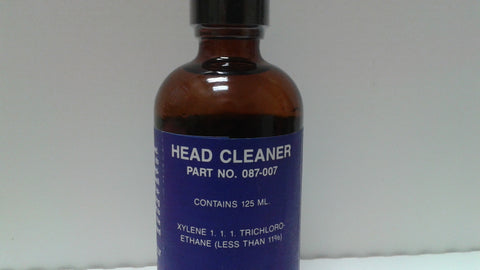 HEAD CLEANER
PART NO. 087-007
CONTAINS 125 ML.
XYLENE 1. 1. 1. TRICHLORO-
ETHANE (LESS THAN 11%)